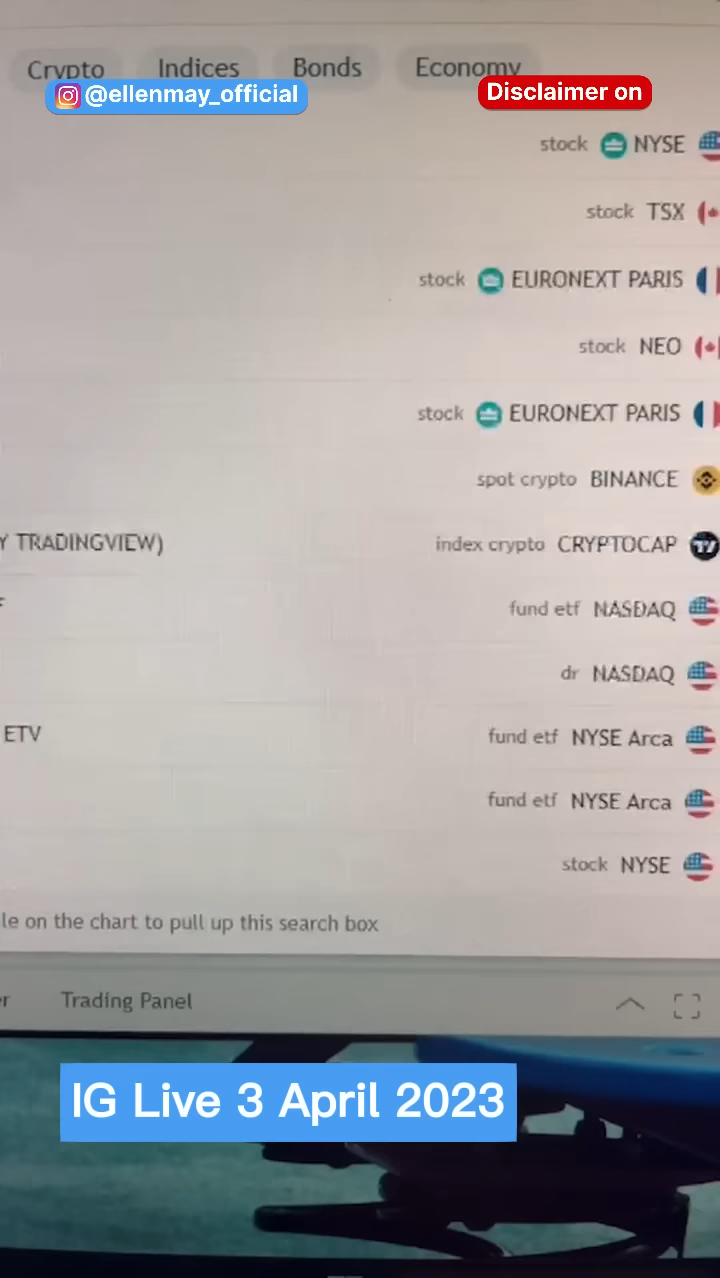 Crypto Indices Bonds Economy
@ellenmay_official
Disclaimer on
stock NYSE
stock TSX
stock EURONEXT PARIS
stock NEO
stock EURONEXT PARIS
spot crypto BINANCE
Y TRADINGVIEW) index crypto CRYPTOCAP
fund etf NASDAQ
dr NASDAQ
ETV fund etf NYSE Arca
fund etf NYSE Arca
stock NYSE
le on the chart to pull up this search box
er Trading Panel
IG Live 3 April 2023